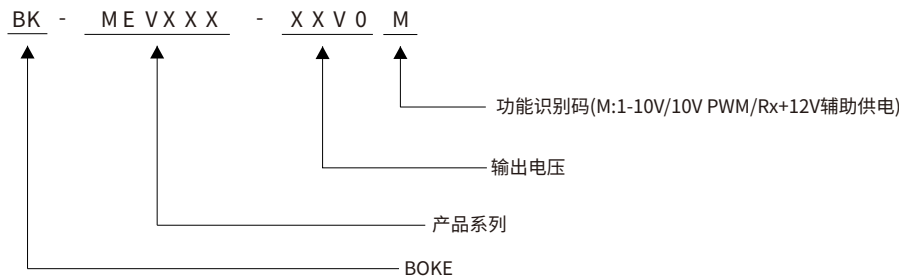 BK - MEVXXX - XXV0 M
功能识别码(M:1-10V/10V PWM/Rx+12V辅助供电)
输出电压
产品系列
BOKE